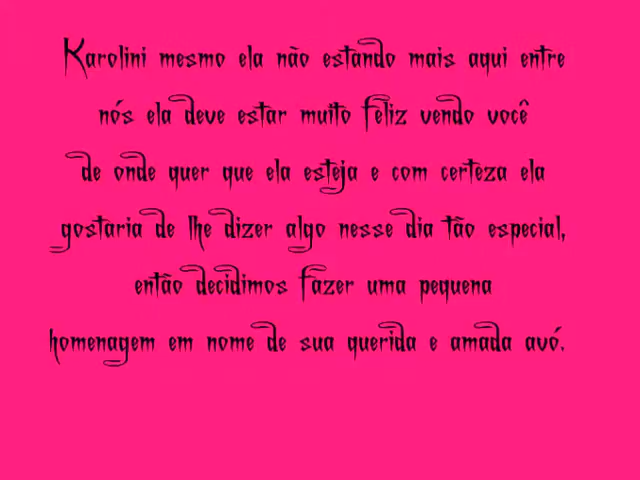 Karolini mesmo ela não estando mais aqui entre
nós ela deve estar muito feliz vendo você
de onde quer que ela esteja e com certeza ela
gostaria de lhe dizer algo nesse dia tão especial,
então decidimos fazer uma pequena
homenagem em nome de sua querida e amada avó.